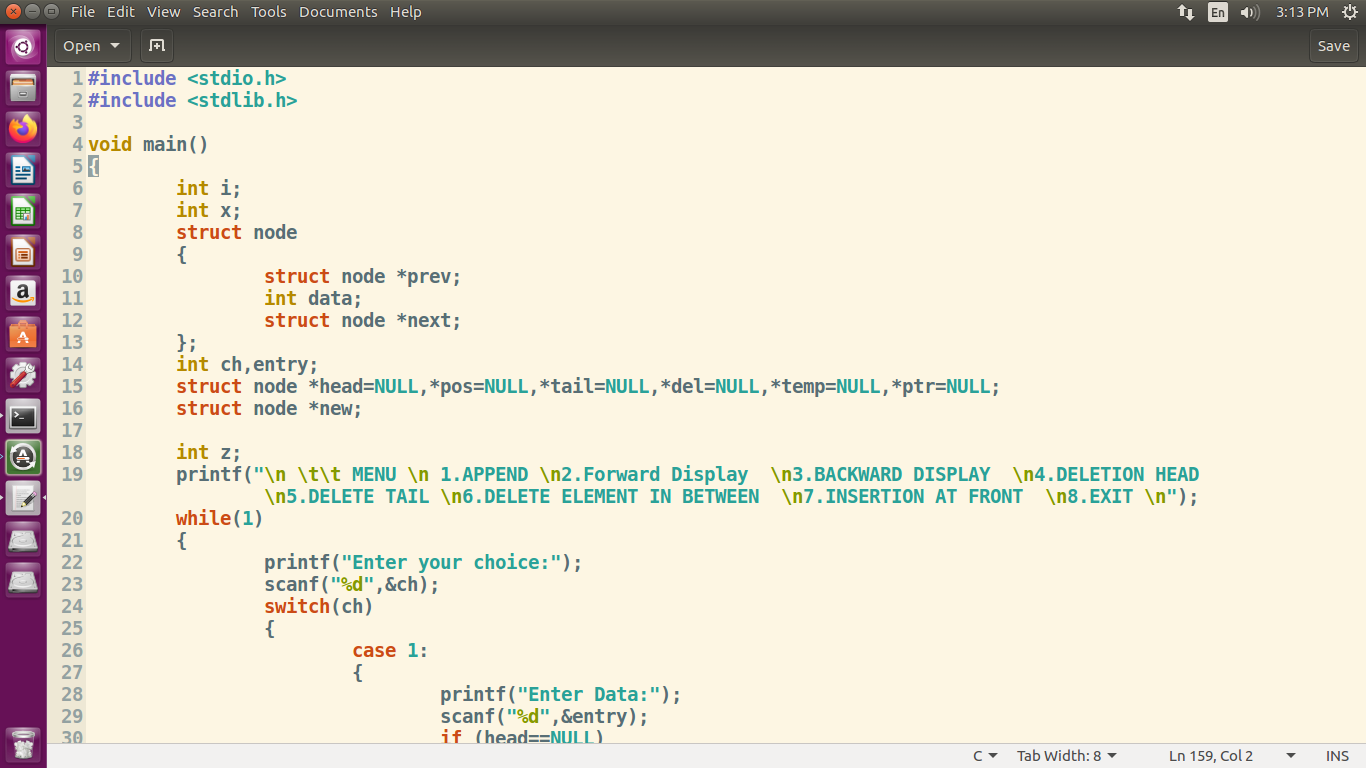 File Edit View Search Tools Documents Help En 3:13 PM
Open Save
1 #include <stdio.h>
2 #include <stdlib.h>
3
4 void main()
5 {
6 int i;
7 int x;
8 struct node
9 {
10 struct node *prev;
11 int data;
12 struct node *next;
13 };
14 int ch,entry;
15 struct node *head=NULL,*pos=NULL,*tail=NULL,*del=NULL,*temp=NULL,*ptr=NULL;
16 struct node *new;
17
18 int z;
19 printf("\n \t\t MENU \n 1.APPEND \n2.Forward Display  \n3.BACKWARD DISPLAY  \n4.DELETION HEAD
\n5.DELETE TAIL \n6.DELETE ELEMENT IN BETWEEN  \n7.INSERTION AT FRONT  \n8.EXIT \n");
20 while(1)
21 {
22 printf("Enter your choice:");
23 scanf("%d",&ch);
24 switch(ch)
25 {
26 case 1:
27 {
28 printf("Enter Data:");
29 scanf("%d",&entry);
30 if (head==NULL)
C Tab Width: 8 Ln 159, Col 2 INS